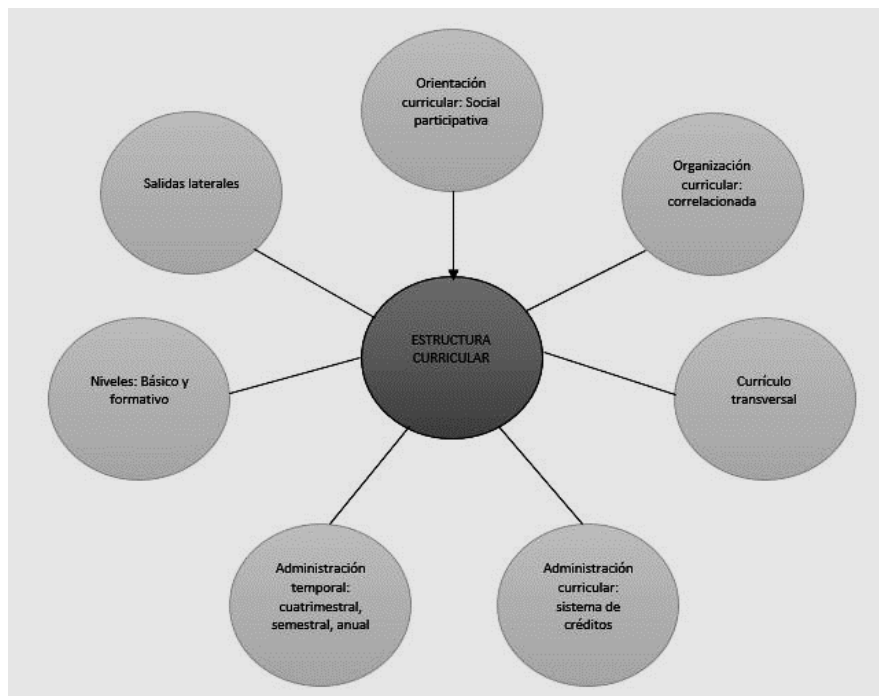 Orientación
curricular: Social
participativa
Salidas laterales
Organización
curricular:
correlacionada
ESTRUCTURA
CURRICULAR
Niveles: Básico y
formativo
Currículo
transversal
Administración
temporal:
cuatrimestral,
semestral, anual
Administración
curricular:
sistema de
créditos